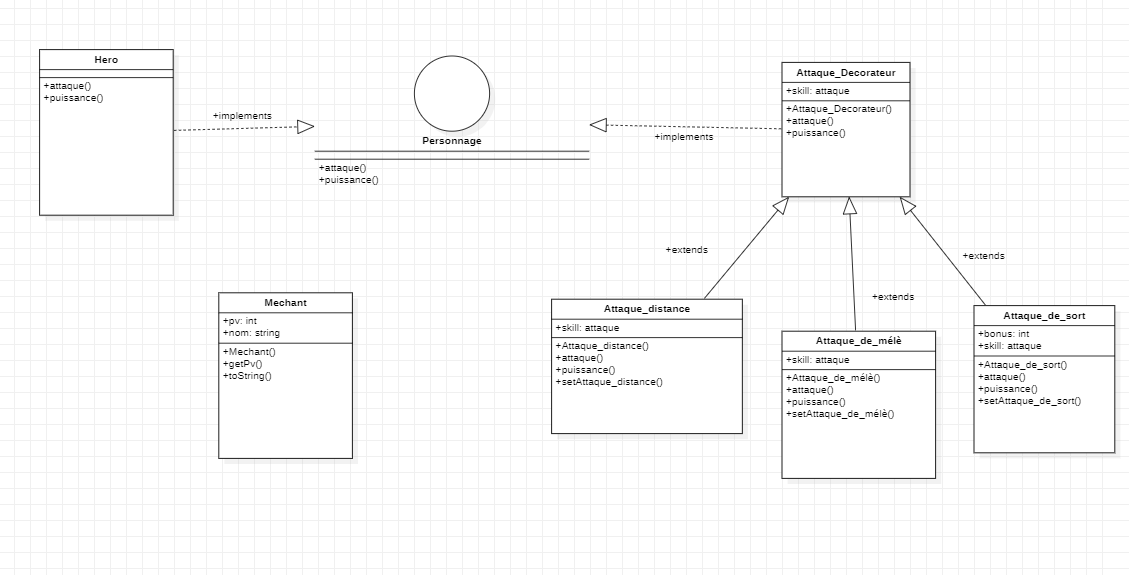 Hero
+attaque()
+puissance()
+implements
Personnage
+attaque()
+puissance()
+implements
Attaque_Decorateur
+skill: attaque
+Attaque_Decorateur()
+attaque()
+puissance()
+extends
+extends
+extends
Mechant
+pv: int
+nom: string
+Mechant()
+getPv()
+toString()
Attaque_distance
+skill: attaque
+Attaque_distance()
+attaque()
+puissance()
+setAttaque_distance()
Attaque_de_mélè
+skill: attaque
+Attaque_de_mélè()
+attaque()
+puissance()
+setAttaque_de_mélè()
Attaque_de_sort
+bonus: int
+skill: attaque
+Attaque_de_sort()
+attaque()
+puissance()
+setAttaque_de_sort()